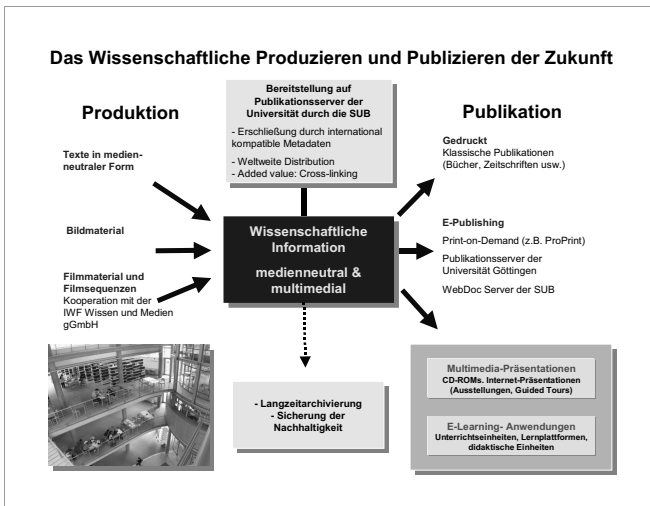 Das Wissenschaftliche Produzieren und Publizieren der Zukunft
Produktion
Texte in medien-
neutraler Form
Bildmaterial
Filmmaterial und
Filmsequenzen
Kooperation mit der
IWF Wissen und Medien
gGmbH
Bereitstellung auf
Publikationsserver der
Universität durch die SUB
- Erschließung durch international
kompatible Metadaten
- Weltweite Distribution
- Added value: Cross-linking
Wissenschaftliche
Information
medienneutral &
multimedial
- Langzeitarchivierung
- Sicherung der
Nachhaltigkeit
Publikation
Gedruckt
Klassische Publikationen
(Bücher, Zeitschriften usw.)
E-Publishing
Print-on-Demand (z.B. ProPrint)
Publikationsserver der
Universität Göttingen
WebDoc Server der SUB
Multimedia-Präsentationen
CD-ROMs. Internet-Präsentationen
(Ausstellungen, Guided Tours)
E-Learning- Anwendungen
Unterrichtseinheiten, Lernplattformen,
didaktische Einheiten